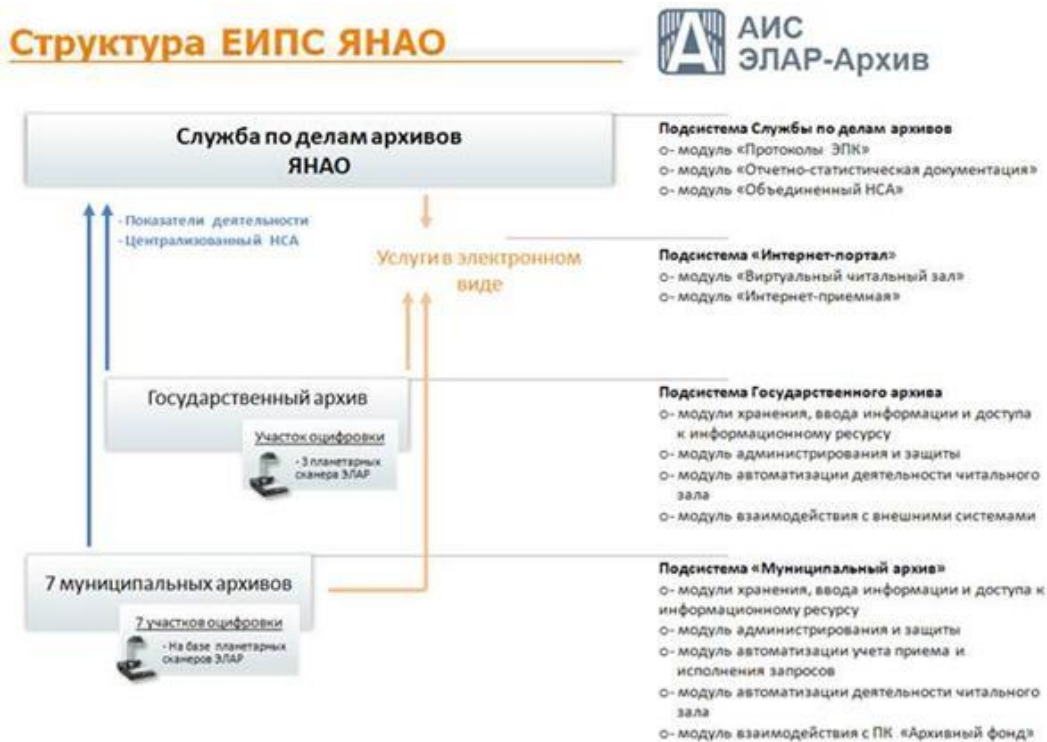 Структура ЕИПС ЯНАО
АИС
ЭЛАР-Архив
Служба по делам архивов
ЯНАО
- Показатели деятельности
- Централизованный НСА
Услуги в электронном
виде
Государственный архив
Участок оцифровки
- 3 планетарных
сканера ЭЛАР
7 муниципальных архивов
7 участков оцифровки
- На базе планетарных
сканеров ЭЛАР
Подсистема Службы по делам архивов
о- модуль «Протоколы ЭПК»
о- модуль «Отчетно-статистическая документация»
о- модуль «Объединенный НСА»
Подсистема «Интернет-портал»
о- модуль «Виртуальный читальный зал»
о- модуль «Интернет-приемная»
Подсистема Государственного архива
о- модули хранения, ввода информации и доступа
к информационному ресурсу
о- модуль администрирования и защиты
о- модуль автоматизации деятельности читального
зала
о- модуль взаимодействия с внешними системами
Подсистема «Муниципальный архив»
о- модули хранения, ввода информации и доступа к
информационному ресурсу
о- модуль администрирования и защиты
о- модуль автоматизации учета приема и
исполнения запросов
о- модуль автоматизации деятельности читального
зала
о- модуль взаимодействия с ПК «Архивный фонд»